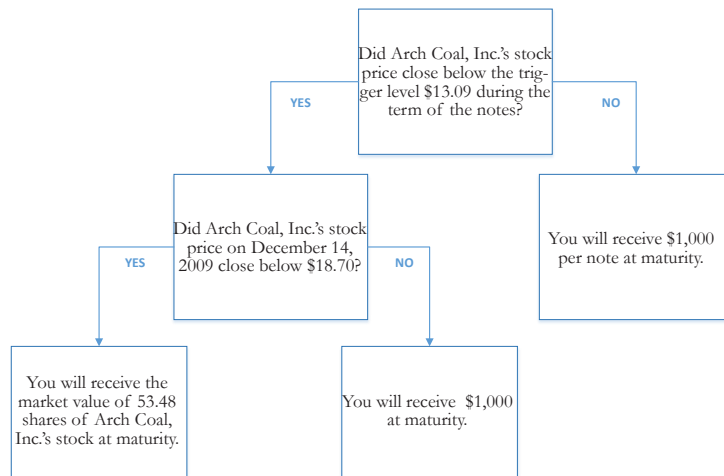 Did Arch Coal, Inc.'s stock
price close below the trig-
ger level $13.09 during the
term of the notes?
YES
NO
Did Arch Coal, Inc.'s stock
price on December 14,
2009 close below $18.70?
You will receive $1,000
per note at maturity.
YES
NO
You will receive the
market value of 53.48
shares of Arch Coal,
Inc.'s stock at maturity.
You will receive $1,000
at maturity.